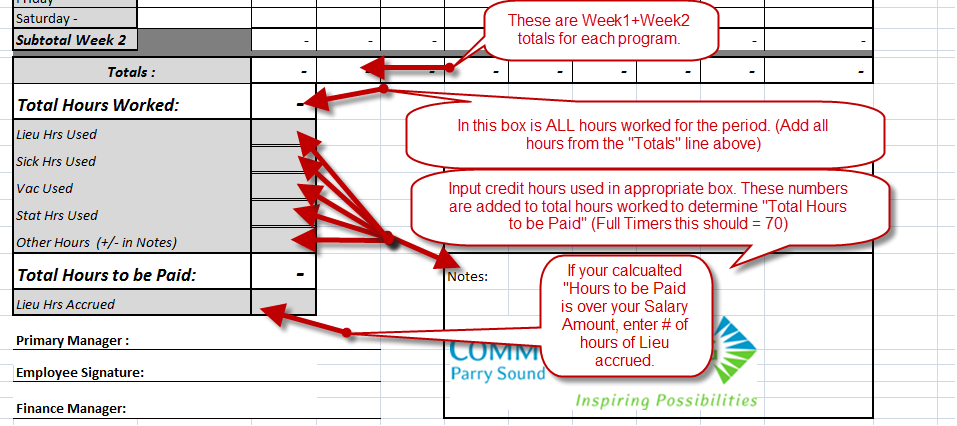 Friday
Saturday -
Subtotal Week 2 - - - - -
These are Week1+Week2
totals for each program.
Totals : - - - - - - - - -
Total Hours Worked: -
In this box is ALL hours worked for the period. (Add all
hours from the "Totals" line above)
Lieu Hrs Used
Sick Hrs Used
Vac Used
Stat Hrs Used
Other Hours (+/- in Notes)
Input credit hours used in appropriate box. These numbers
are added to total hours worked to determine "Total Hours
to be Paid" (Full Timers this should = 70)
Total Hours to be Paid: -
Notes:
Lieu Hrs Accrued
If your calcualted
"Hours to be Paid
is over your Salary
Amount, enter # of
hours of Lieu
accrued.
Primary Manager :
Employee Signature:
Finance Manager:
COMM
Parry Sound
Inspiring Possibilities